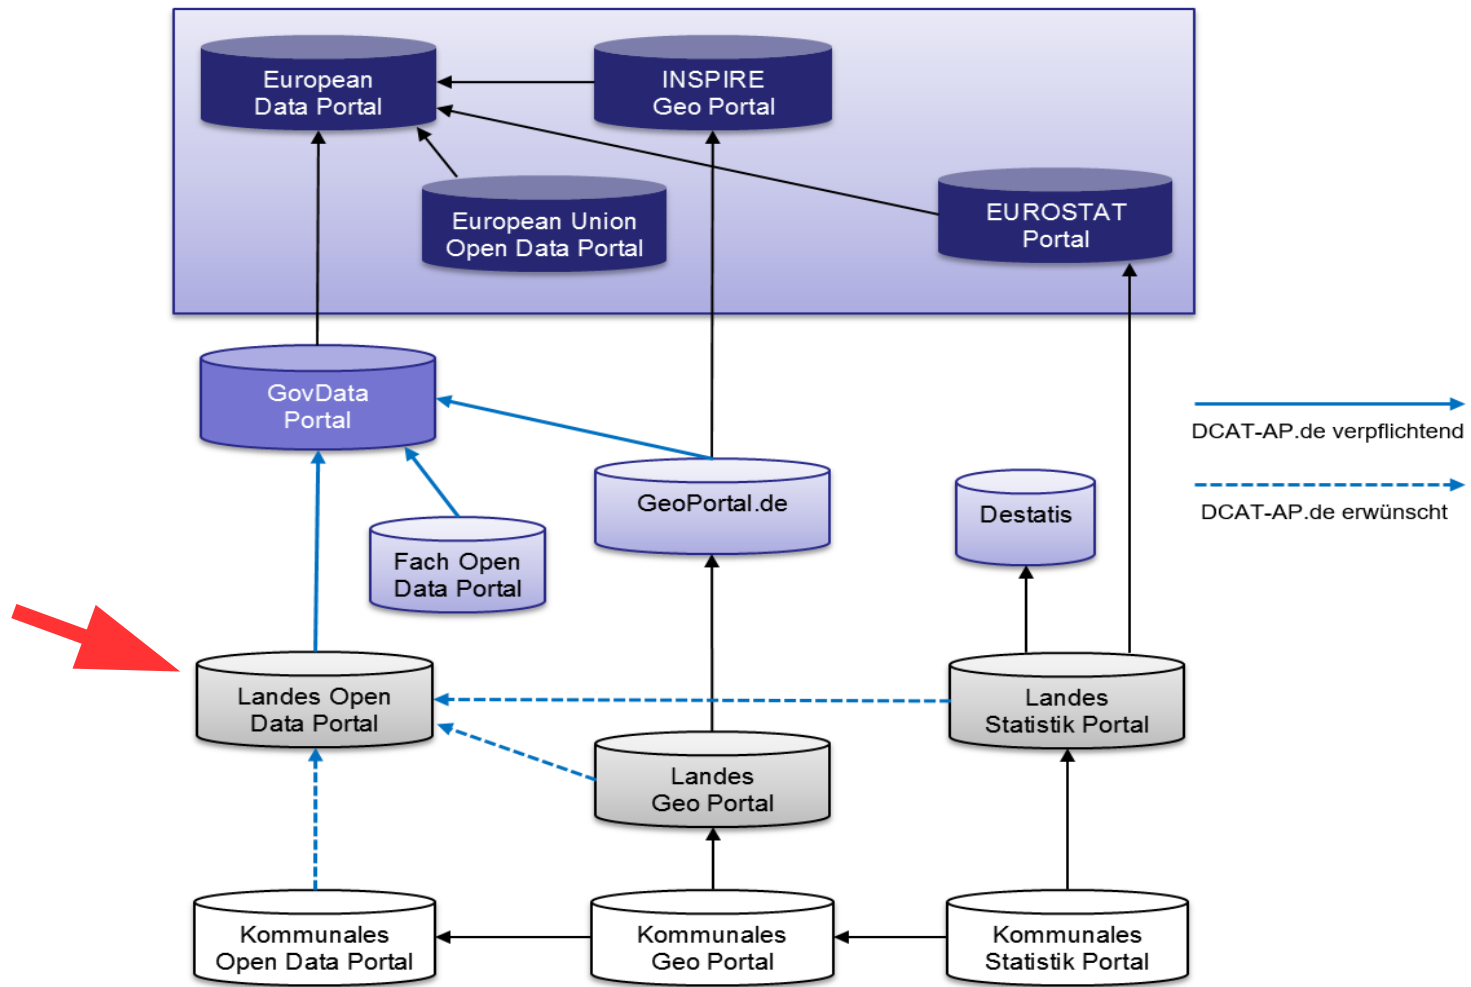 European
Data Portal
INSPIRE
Geo Portal
European Union
Open Data Portal
EUROSTAT
Portal
GovData
Portal
DCAT-AP.de verpflichtend
GeoPortal.de
Destatis
DCAT-AP.de erwünscht
Fach Open
Data Portal
Landes Open
Data Portal
Landes
Statistik Portal
Landes
Geo Portal
Kommunales
Open Data Portal
Kommunales
Geo Portal
Kommunales
Statistik Portal